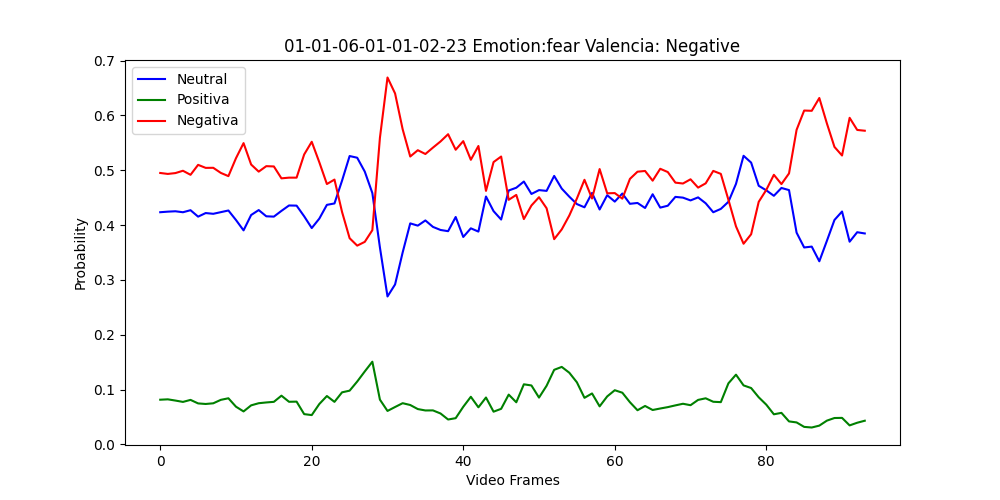 01-01-06-01-01-02-23 Emotion:fear Valencia: Negative
Neutral
Positiva
Negativa
0.7
0.6
0.5
0.4
0.3
0.2
0.1
0.0
Probability
0
20
40
60
80
Video Frames